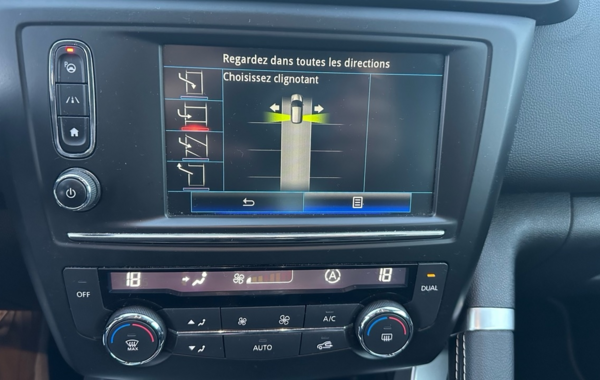 Regardez dans toutes les directions
Choisissez clignotant
18
18
OFF
DUAL
A
MAX
AUTO
A/C